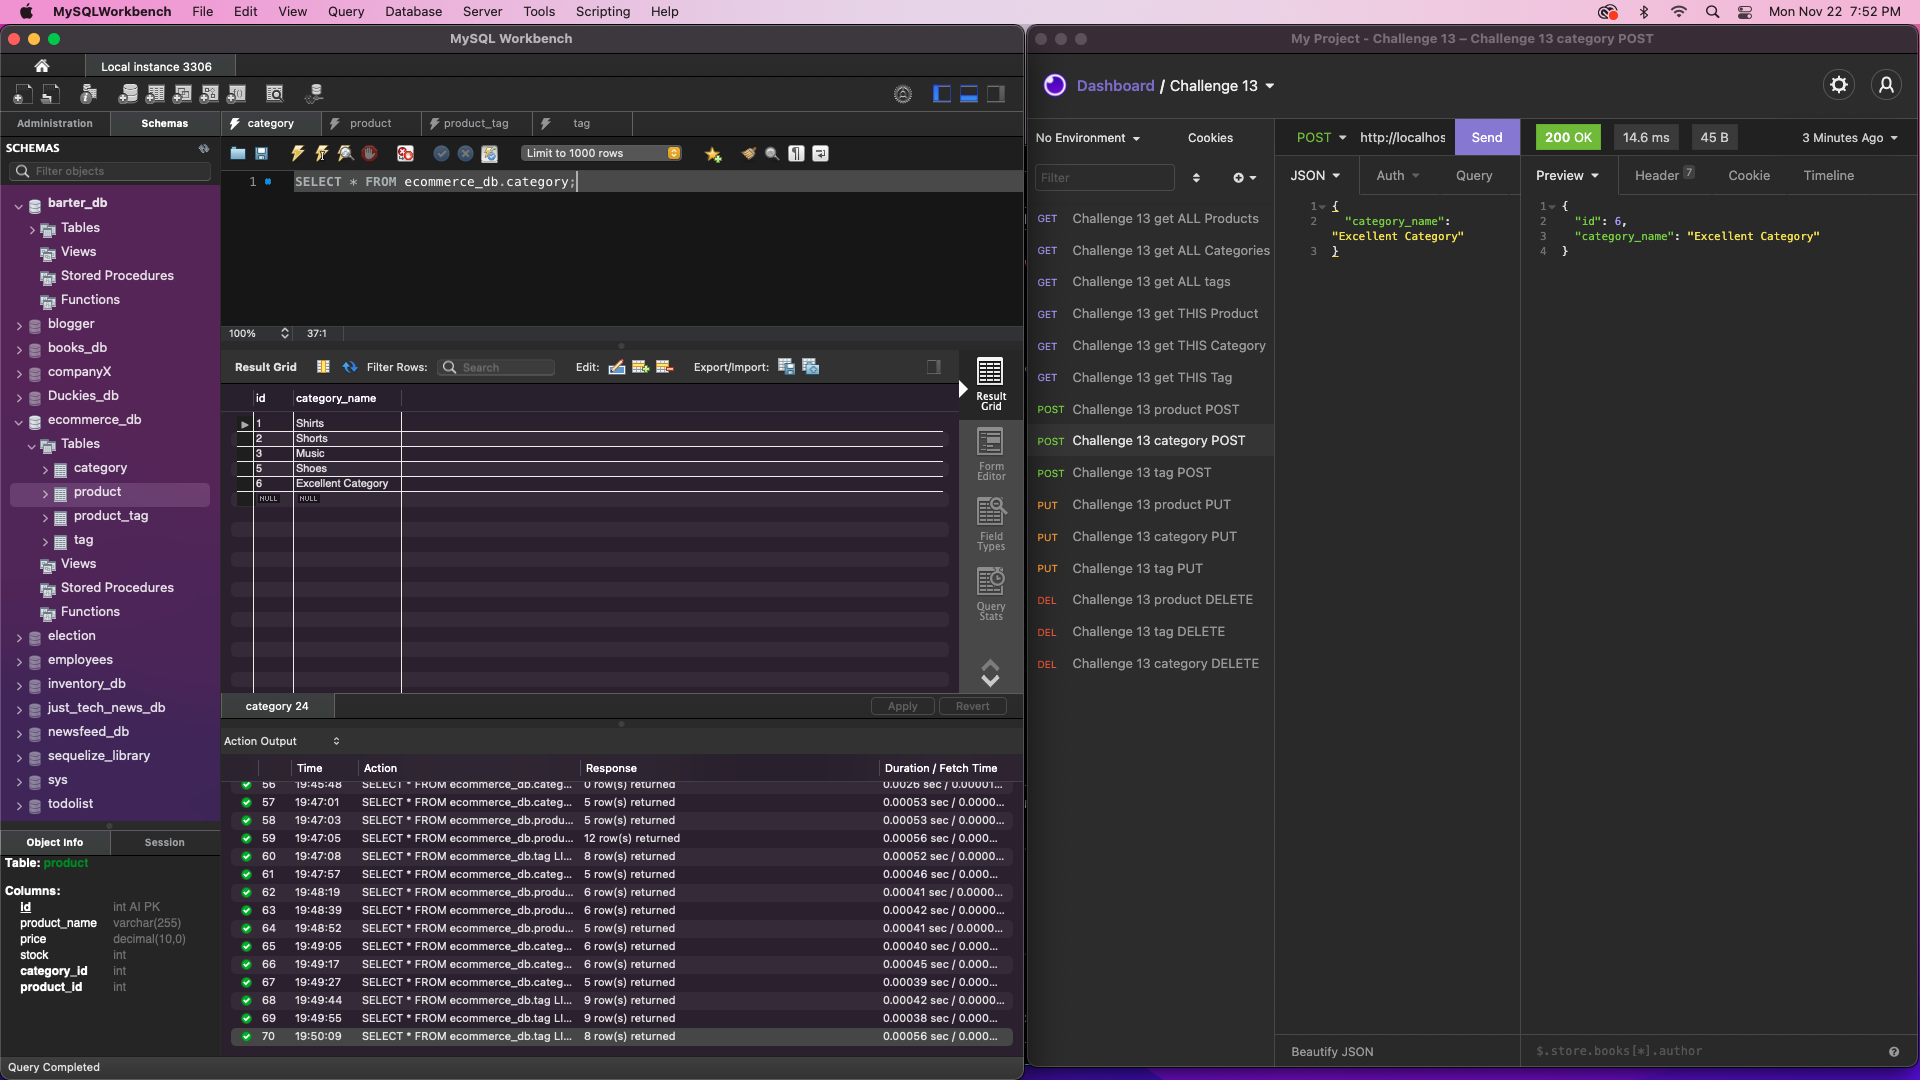 MySQLWorkbench File Edit View Query Database Server Tools Scripting Help
Mon Nov 22 7:52 PM
MySQL Workbench
Local instance 3306
Administration Schemas
category product product_tag tag
SCHEMAS
Filter objects
Limit to 1000 rows
1 SELECT * FROM ecommerce_db.category;
barter_db
Tables
Views
Stored Procedures
Functions
blogger
books_db
companyX
Duckies_db
ecommerce_db
Tables
category
product
product_tag
tag
Views
Stored Procedures
Functions
election
employees
inventory_db
just_tech_news_db
newsfeed_db
sequelize_library
sys
todolist
Object Info Session
Table: product
Columns:
id int AI PK
product_name varchar(255)
price decimal(10,0)
stock int
category_id int
product_id int
Query Completed
100% 37:1
Result Grid Filter Rows: Search Edit: Export/Import:
id category_name
1 Shirts
2 Shorts
3 Music
5 Shoes
6 Excellent Category
NULL NULL
Result
Grid
Form
Editor
Field
Types
Query
Stats
category 24 Apply Revert
Action Output
Time Action Response Duration / Fetch Time
56 19:45:48 SELECT * FROM ecommerce_db.categ... 0 row(s) returned 0.0026 sec / 0.00001...
57 19:47:01 SELECT * FROM ecommerce_db.categ... 5 row(s) returned 0.00053 sec / 0.0000...
58 19:47:03 SELECT * FROM ecommerce_db.produ... 5 row(s) returned 0.00053 sec / 0.0000...
59 19:47:05 SELECT * FROM ecommerce_db.produ... 12 row(s) returned 0.00056 sec / 0.000...
60 19:47:08 SELECT * FROM ecommerce_db.tag LI... 8 row(s) returned 0.00052 sec / 0.0000...
61 19:47:57 SELECT * FROM ecommerce_db.categ... 5 row(s) returned 0.00046 sec / 0.000...
62 19:48:19 SELECT * FROM ecommerce_db.produ... 6 row(s) returned 0.00041 sec / 0.0000...
63 19:48:39 SELECT * FROM ecommerce_db.produ... 6 row(s) returned 0.00042 sec / 0.000...
64 19:48:52 SELECT * FROM ecommerce_db.produ... 5 row(s) returned 0.00041 sec / 0.000...
65 19:49:05 SELECT * FROM ecommerce_db.categ... 6 row(s) returned 0.00040 sec / 0.000...
66 19:49:17 SELECT * FROM ecommerce_db.categ... 6 row(s) returned 0.00045 sec / 0.000...
67 19:49:27 SELECT * FROM ecommerce_db.categ... 5 row(s) returned 0.00039 sec / 0.000...
68 19:49:44 SELECT * FROM ecommerce_db.tag LI... 9 row(s) returned 0.00042 sec / 0.0000...
69 19:49:55 SELECT * FROM ecommerce_db.tag LI... 9 row(s) returned 0.00038 sec / 0.000...
70 19:50:09 SELECT * FROM ecommerce_db.tag LI... 8 row(s) returned 0.00056 sec / 0.000...
My Project - Challenge 13 – Challenge 13 category POST
Dashboard / Challenge 13
No Environment Cookies
Filter
GET Challenge 13 get ALL Products
GET Challenge 13 get ALL Categories
GET Challenge 13 get ALL tags
GET Challenge 13 get THIS Product
GET Challenge 13 get THIS Category
GET Challenge 13 get THIS Tag
POST Challenge 13 product POST
POST Challenge 13 category POST
POST Challenge 13 tag POST
PUT Challenge 13 product PUT
PUT Challenge 13 category PUT
PUT Challenge 13 tag PUT
DEL Challenge 13 product DELETE
DEL Challenge 13 tag DELETE
DEL Challenge 13 category DELETE
POST http://localhos Send
JSON Auth Query
1 {
2 "category_name":
"Excellent Category"
3 }
Beautify JSON
200 OK 14.6 ms 45 B 3 Minutes Ago
Preview Header 7 Cookie Timeline
1 {
2 "id": 6,
3 "category_name": "Excellent Category"
4 }
$.store.books[*].author